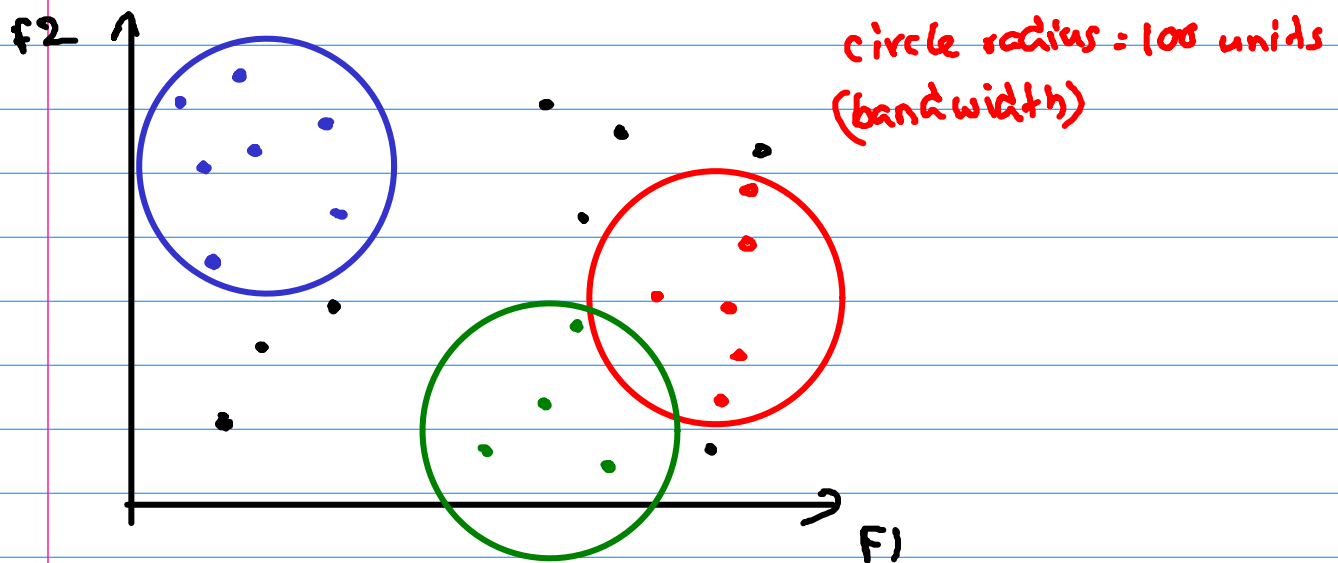 F2
circle radius = 100 units
(bandwidth)
F1